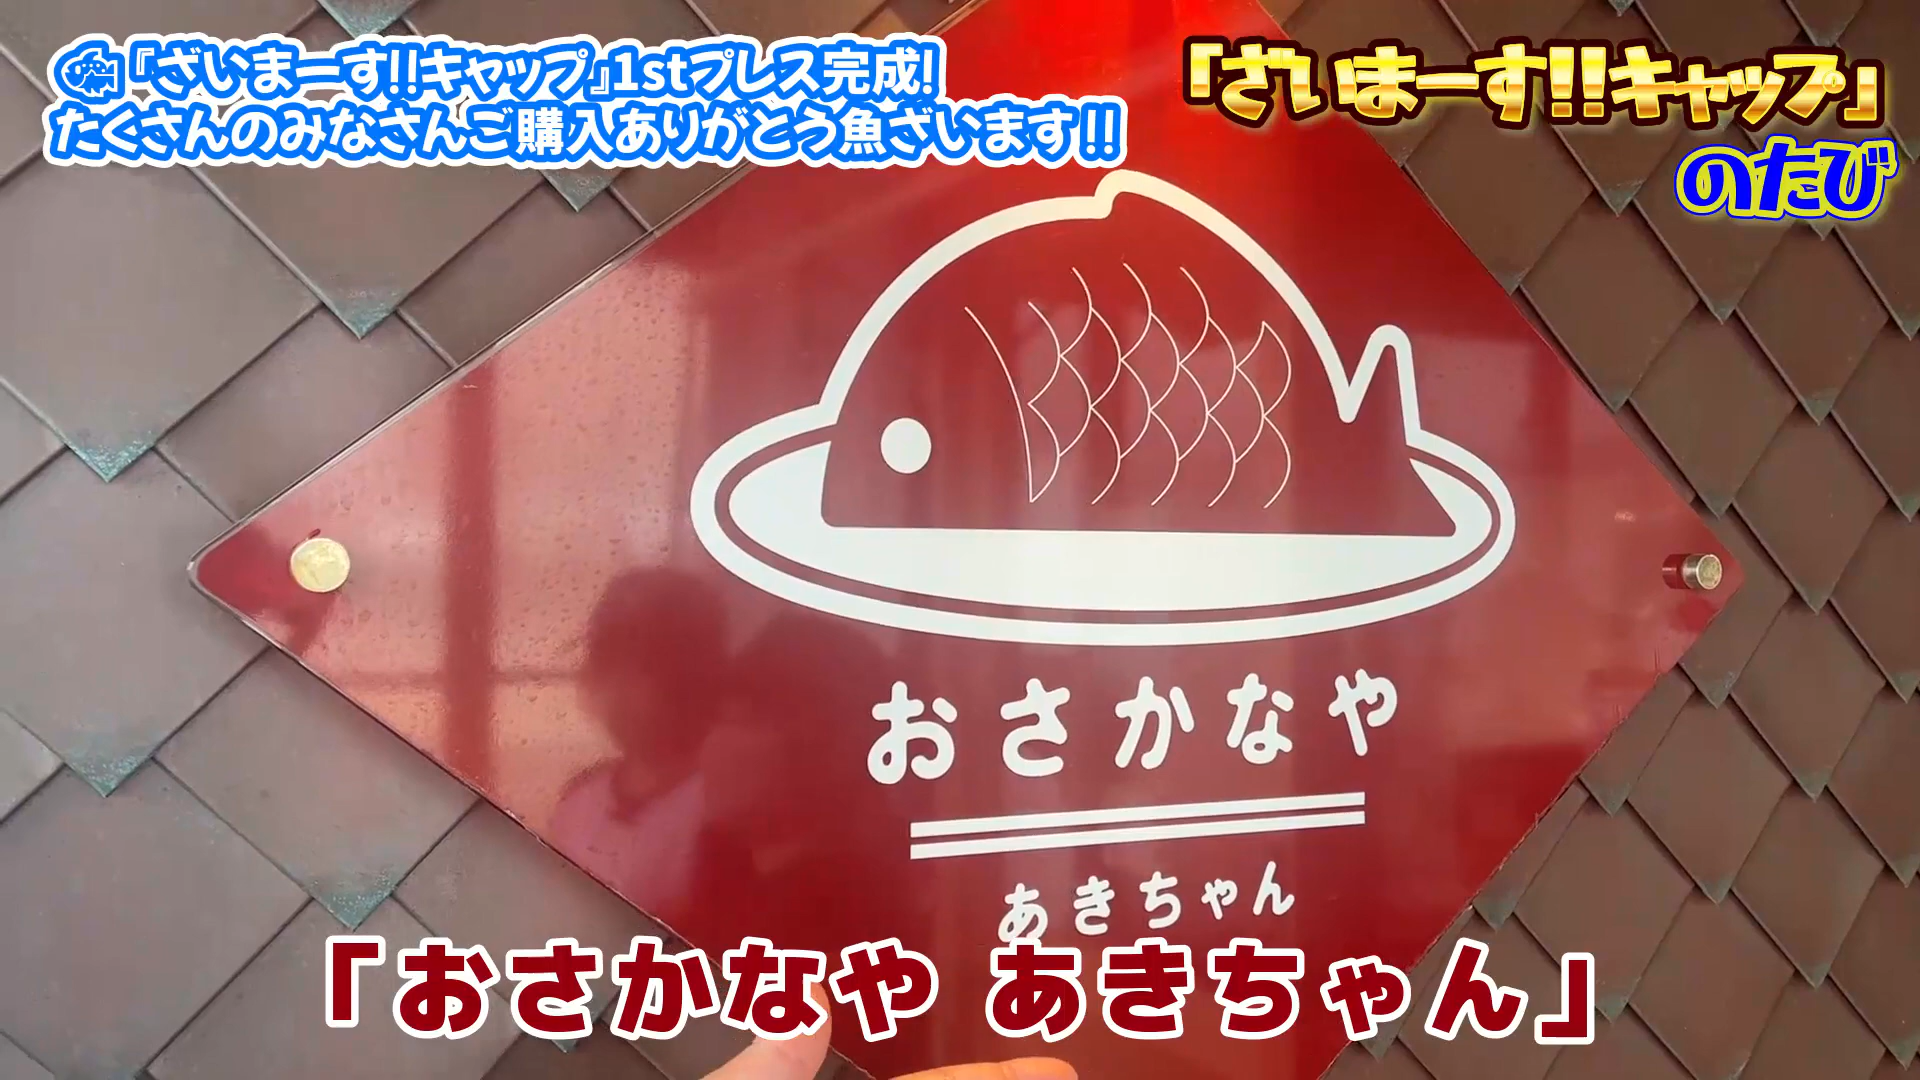 『ざいまーす!!キャップ』1stプレス完成!
たくさんのみなさんご購入ありがとう魚ざいます!!
「ざいまーす!!キャップ」
のたび
おさかなや
あきちゃん
「おさかなや あきちゃん」